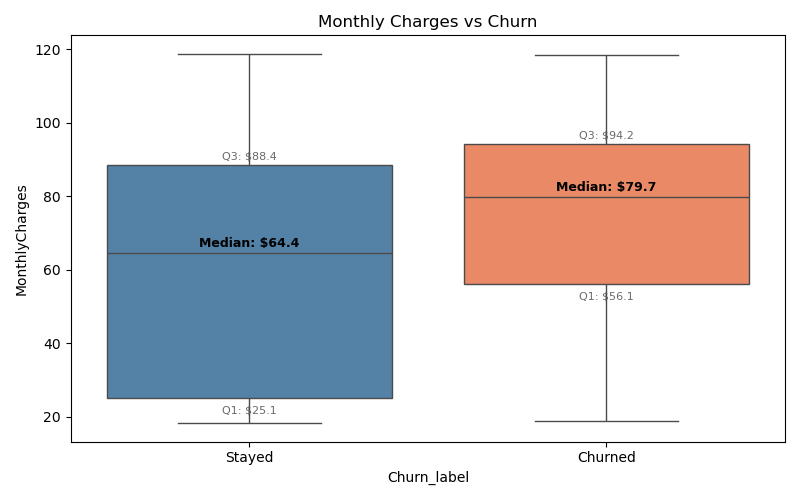 Monthly Charges vs Churn
MonthlyCharges
120
100
80
60
40
20
Q3: $88.4
Median: $64.4
Q1: $25.1
Q3: $94.2
Median: $79.7
Q1: $56.1
Stayed
Churned
Churn_label